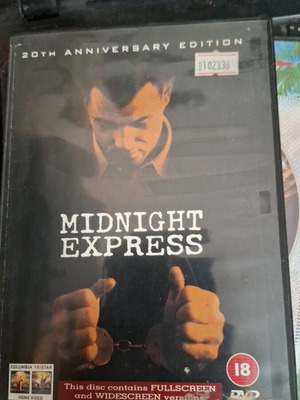 20TH ANNIVERSARY EDITION
102336
MIDNIGHT
EXPRESS
COLUMBIA TRISTAR
HOME VIDEO
This disc contains FULLSCREEN
and WIDESCREEN versions
18
DVD